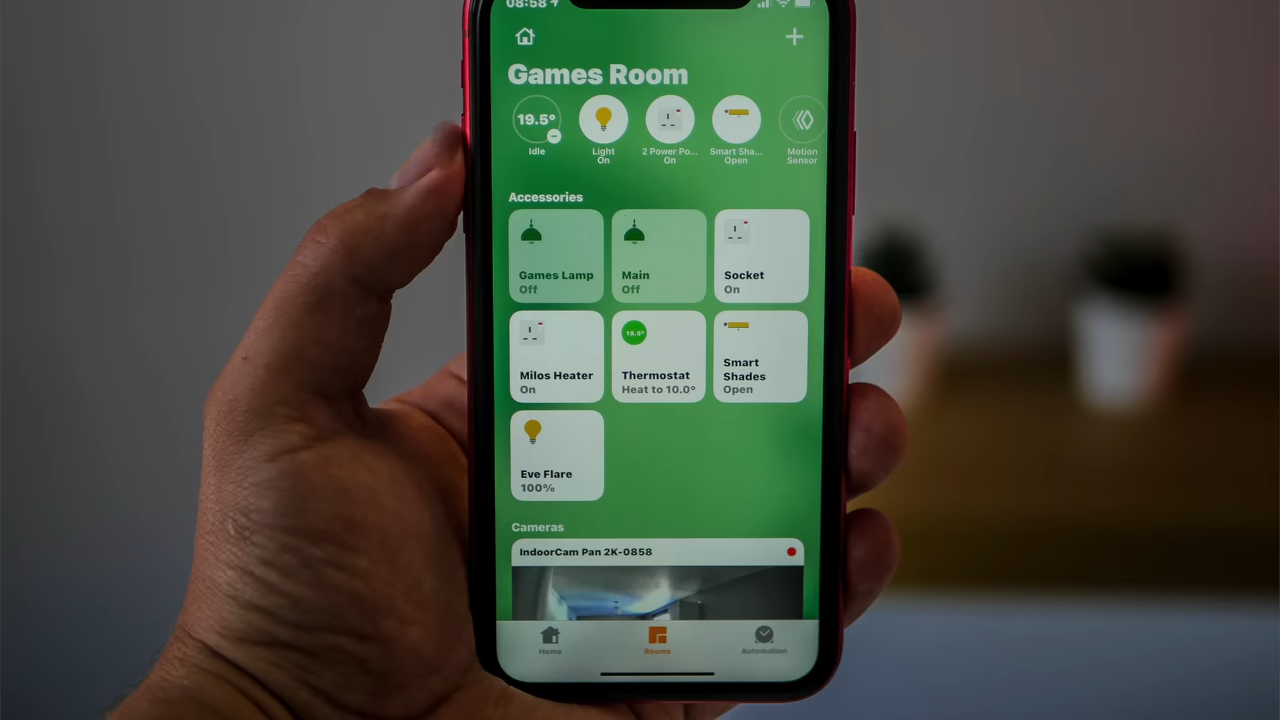 08:58
Games Room
19.5°
Idle
Light
On
2 Power Po...
On
Smart Sha...
Open
Motion
Sensor
Accessories
Games Lamp
Off
Main
Off
Socket
On
Milos Heater
On
19.5°
Thermostat
Heat to 10.0°
Smart
Shades
Open
Eve Flare
100%
Cameras
IndoorCam Pan 2K-0858
Home
Rooms
Automation